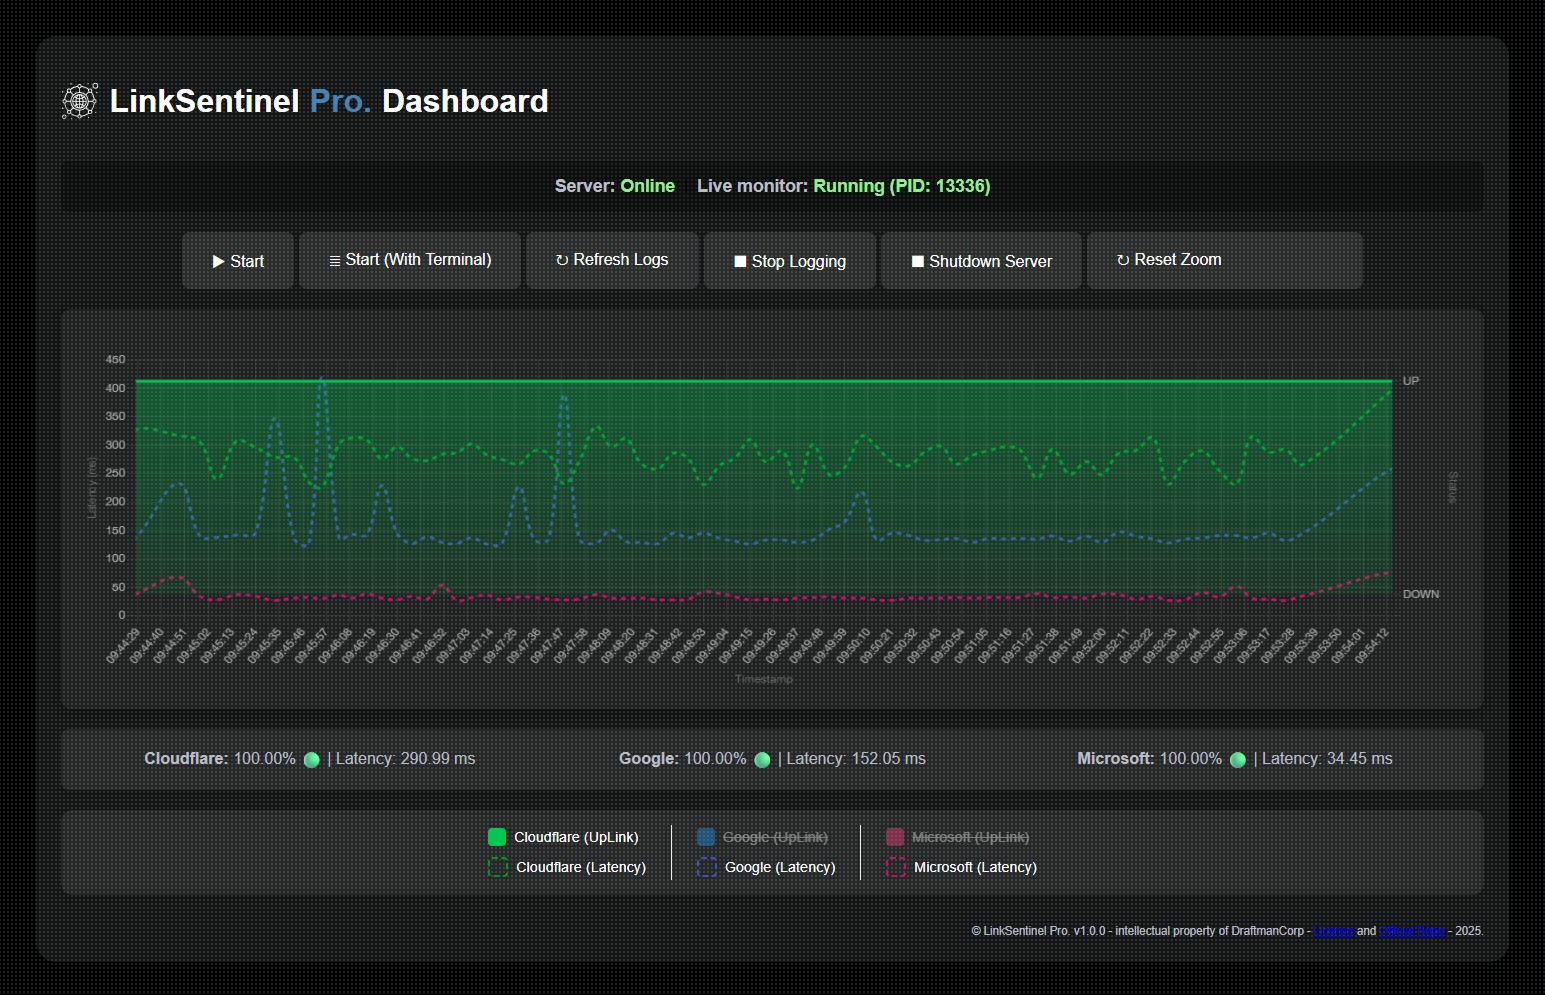 LinkSentinel Pro. Dashboard
Server: Online Live monitor: Running (PID: 13336)
▶ Start ≣ Start (With Terminal) ↻ Refresh Logs ■ Stop Logging ■ Shutdown Server ↻ Reset Zoom
450
400
350
300
250
200
150
100
50
0
Latency (ms)
UP
DOWN
Status
09:44:29 09:44:40 09:44:51 09:45:02 09:45:13 09:45:24 09:45:35 09:45:46 09:45:57 09:46:08 09:46:19 09:46:30 09:46:41 09:46:52 09:47:03 09:47:14 09:47:25 09:47:36 09:47:47 09:47:58 09:48:09 09:48:20 09:48:31 09:48:42 09:48:53 09:49:04 09:49:15 09:49:26 09:49:37 09:49:48 09:49:59 09:50:10 09:50:21 09:50:32 09:50:43 09:50:54 09:51:05 09:51:16 09:51:27 09:51:38 09:51:49 09:52:00 09:52:11 09:52:22 09:52:33 09:52:44 09:52:55 09:53:06 09:53:17 09:53:28 09:53:39 09:53:50 09:54:01 09:54:12
Timestamp
Cloudflare: 100.00% | Latency: 290.99 ms Google: 100.00% | Latency: 152.05 ms Microsoft: 100.00% | Latency: 34.45 ms
Cloudflare (UpLink) Google (UpLink) Microsoft (UpLink)
Cloudflare (Latency) Google (Latency) Microsoft (Latency)
© LinkSentinel Pro. v1.0.0 - intellectual property of DraftmanCorp - License and Official Repo - 2025.